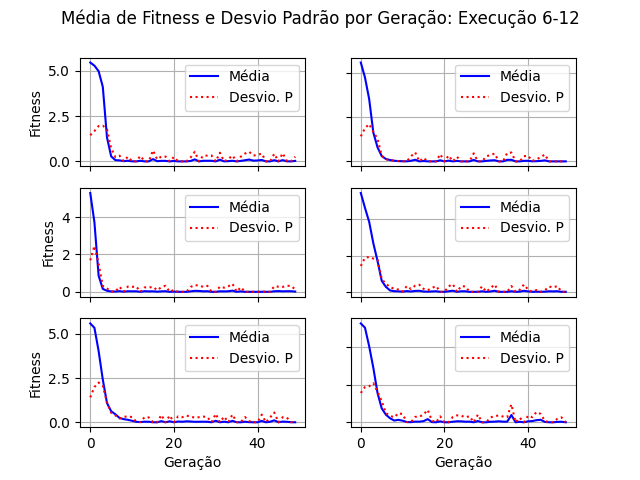 Média de Fitness e Desvio Padrão por Geração: Execução 6-12
Fitness
5.0
2.5
0.0
Média
Desvio. P
Média
Desvio. P
Fitness
4
2
0
Média
Desvio. P
Média
Desvio. P
Fitness
5.0
2.5
0.0
Média
Desvio. P
Média
Desvio. P
0
20
40
0
20
40
Geração
Geração